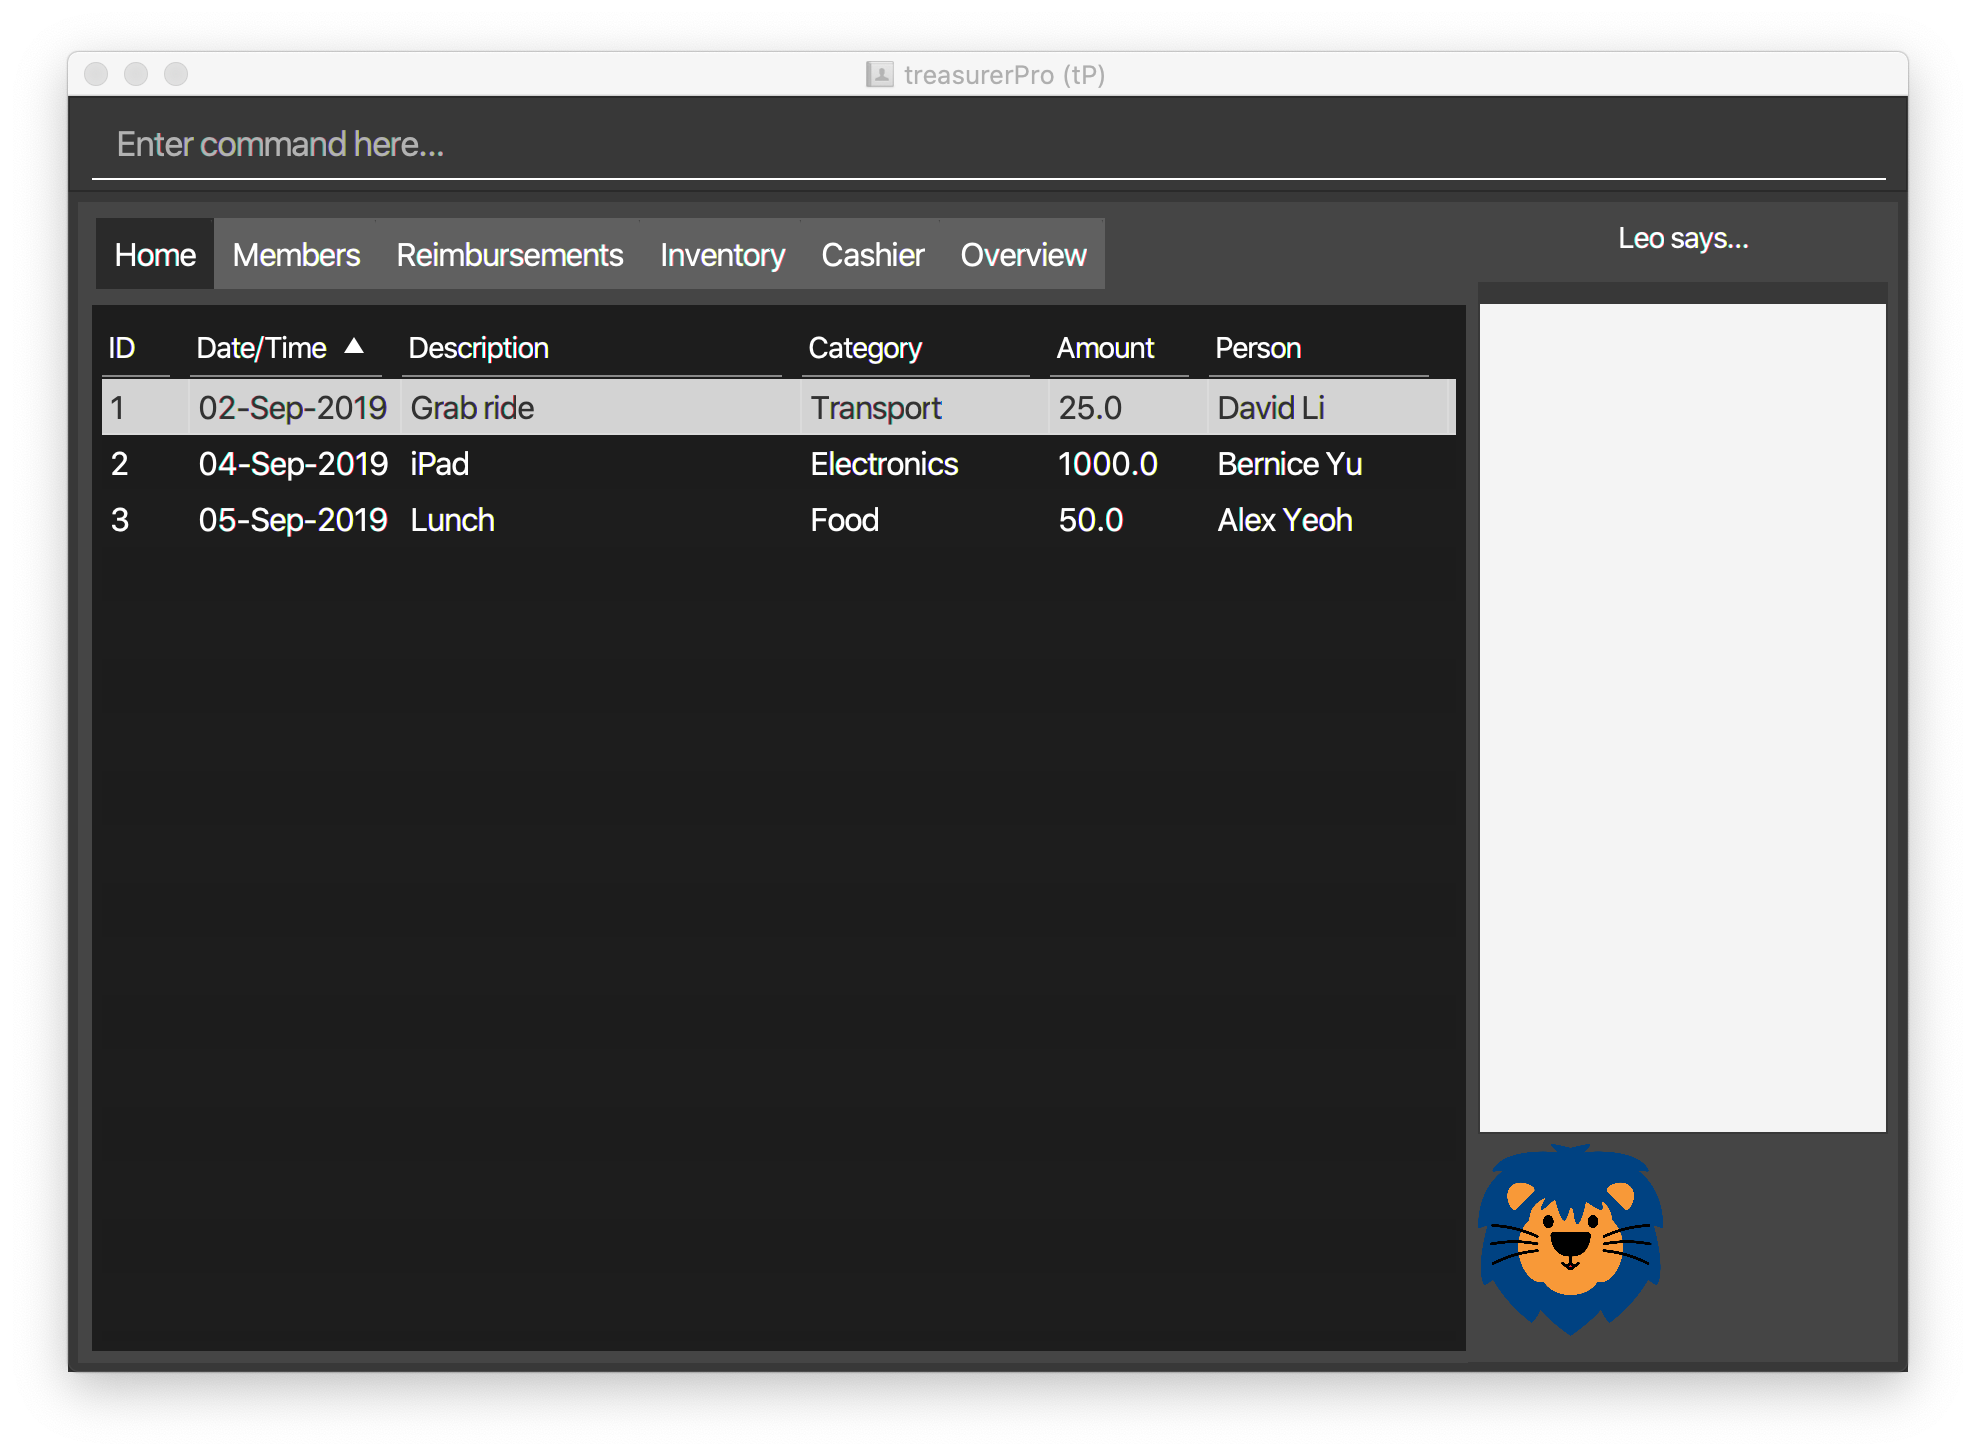 treasurerPro (tP)
Enter command here...
Home Members Reimbursements Inventory Cashier Overview
Leo says...
ID Date/Time ▲ Description Category Amount Person
1 02-Sep-2019 Grab ride Transport 25.0 David Li
2 04-Sep-2019 iPad Electronics 1000.0 Bernice Yu
3 05-Sep-2019 Lunch Food 50.0 Alex Yeoh